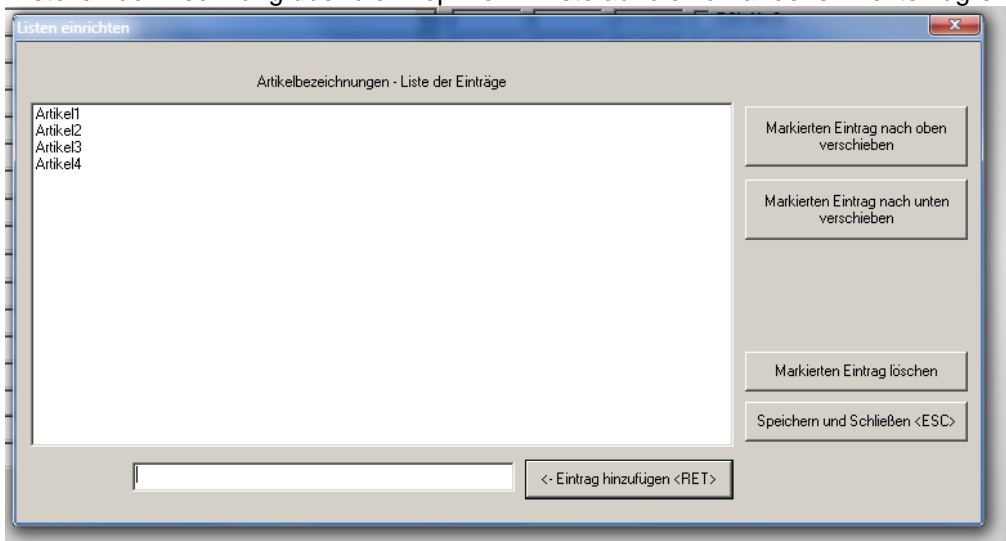 Listen einrichten
Artikelbezeichnungen - Liste der Einträge
Artikel1
Artikel2
Artikel3
Artikel4
Markierten Eintrag nach oben
verschieben
Markierten Eintrag nach unten
verschieben
Markierten Eintrag löschen
Speichern und Schließen <ESC>
<- Eintrag hinzufügen <RET>